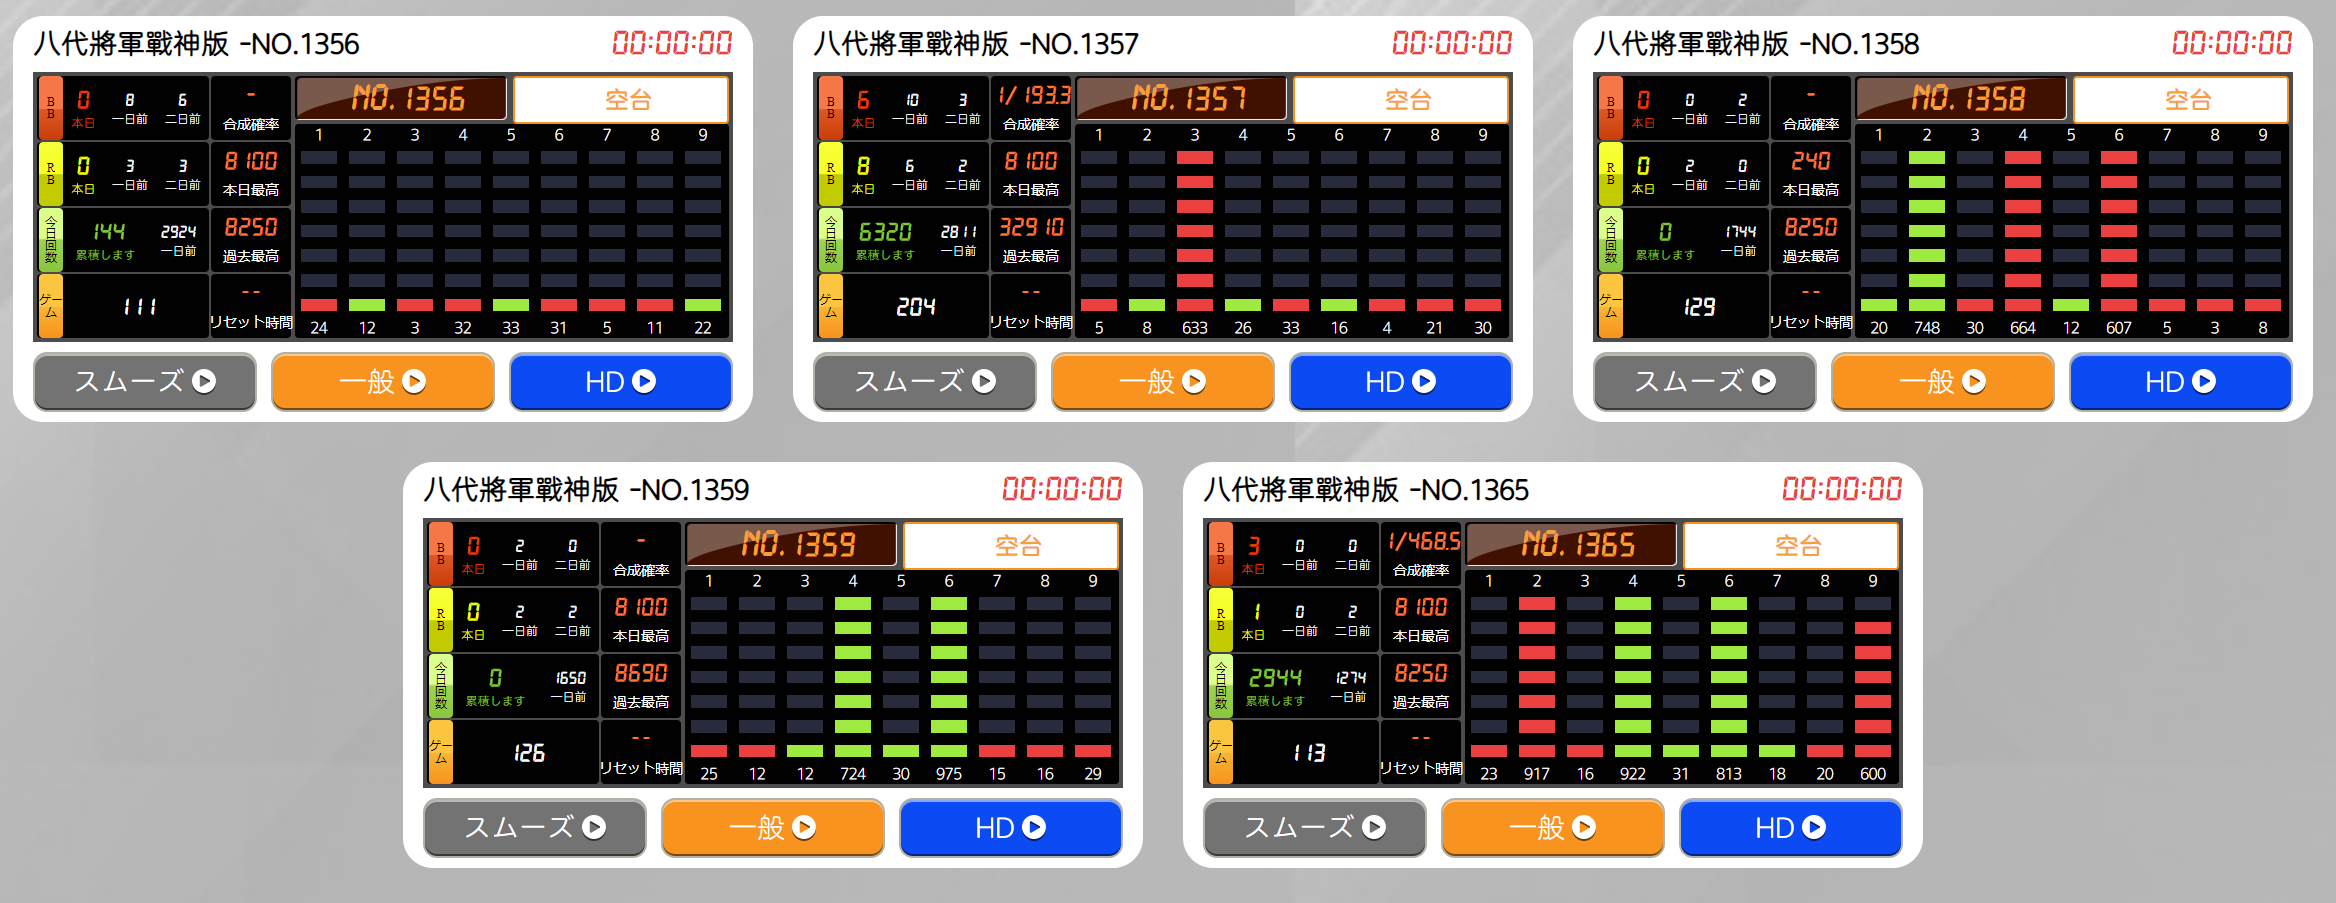 八代將軍戰神版 -NO.1356
00:00:00
BB
0 8 6
本日 一日前 二日前
-
合成確率
NO.1356
空台
1 2 3 4 5 6 7 8 9
RB
0 3 3
本日 一日前 二日前
8100
本日最高
今日回数
144 2924
累積します 一日前
8250
過去最高
ゲーム
111
--
リセット時間
24 12 3 32 33 31 5 11 22
スムーズ
一般
HD
八代將軍戰神版 -NO.1357
00:00:00
BB
6 10 3
本日 一日前 二日前
1/193.3
合成確率
NO.1357
空台
1 2 3 4 5 6 7 8 9
RB
8 6 2
本日 一日前 二日前
8100
本日最高
今日回数
6320 2811
累積します 一日前
32910
過去最高
ゲーム
204
--
リセット時間
5 8 633 26 33 16 4 21 30
スムーズ
一般
HD
八代將軍戰神版 -NO.1358
00:00:00
BB
0 0 2
本日 一日前 二日前
-
合成確率
NO.1358
空台
1 2 3 4 5 6 7 8 9
RB
0 2 0
本日 一日前 二日前
240
本日最高
今日回数
0 1744
累積します 一日前
8250
過去最高
ゲーム
129
--
リセット時間
20 748 30 664 12 607 5 3 8
スムーズ
一般
HD
八代將軍戰神版 -NO.1359
00:00:00
BB
0 2 0
本日 一日前 二日前
-
合成確率
NO.1359
空台
1 2 3 4 5 6 7 8 9
RB
0 2 2
本日 一日前 二日前
8100
本日最高
今日回数
0 1650
累積します 一日前
8690
過去最高
ゲーム
126
--
リセット時間
25 12 12 724 30 975 15 16 29
スムーズ
一般
HD
八代將軍戰神版 -NO.1365
00:00:00
BB
3 0 0
本日 一日前 二日前
1/468.5
合成確率
NO.1365
空台
1 2 3 4 5 6 7 8 9
RB
1 0 2
本日 一日前 二日前
8100
本日最高
今日回数
2944 1274
累積します 一日前
8250
過去最高
ゲーム
113
--
リセット時間
23 917 16 922 31 813 18 20 600
スムーズ
一般
HD